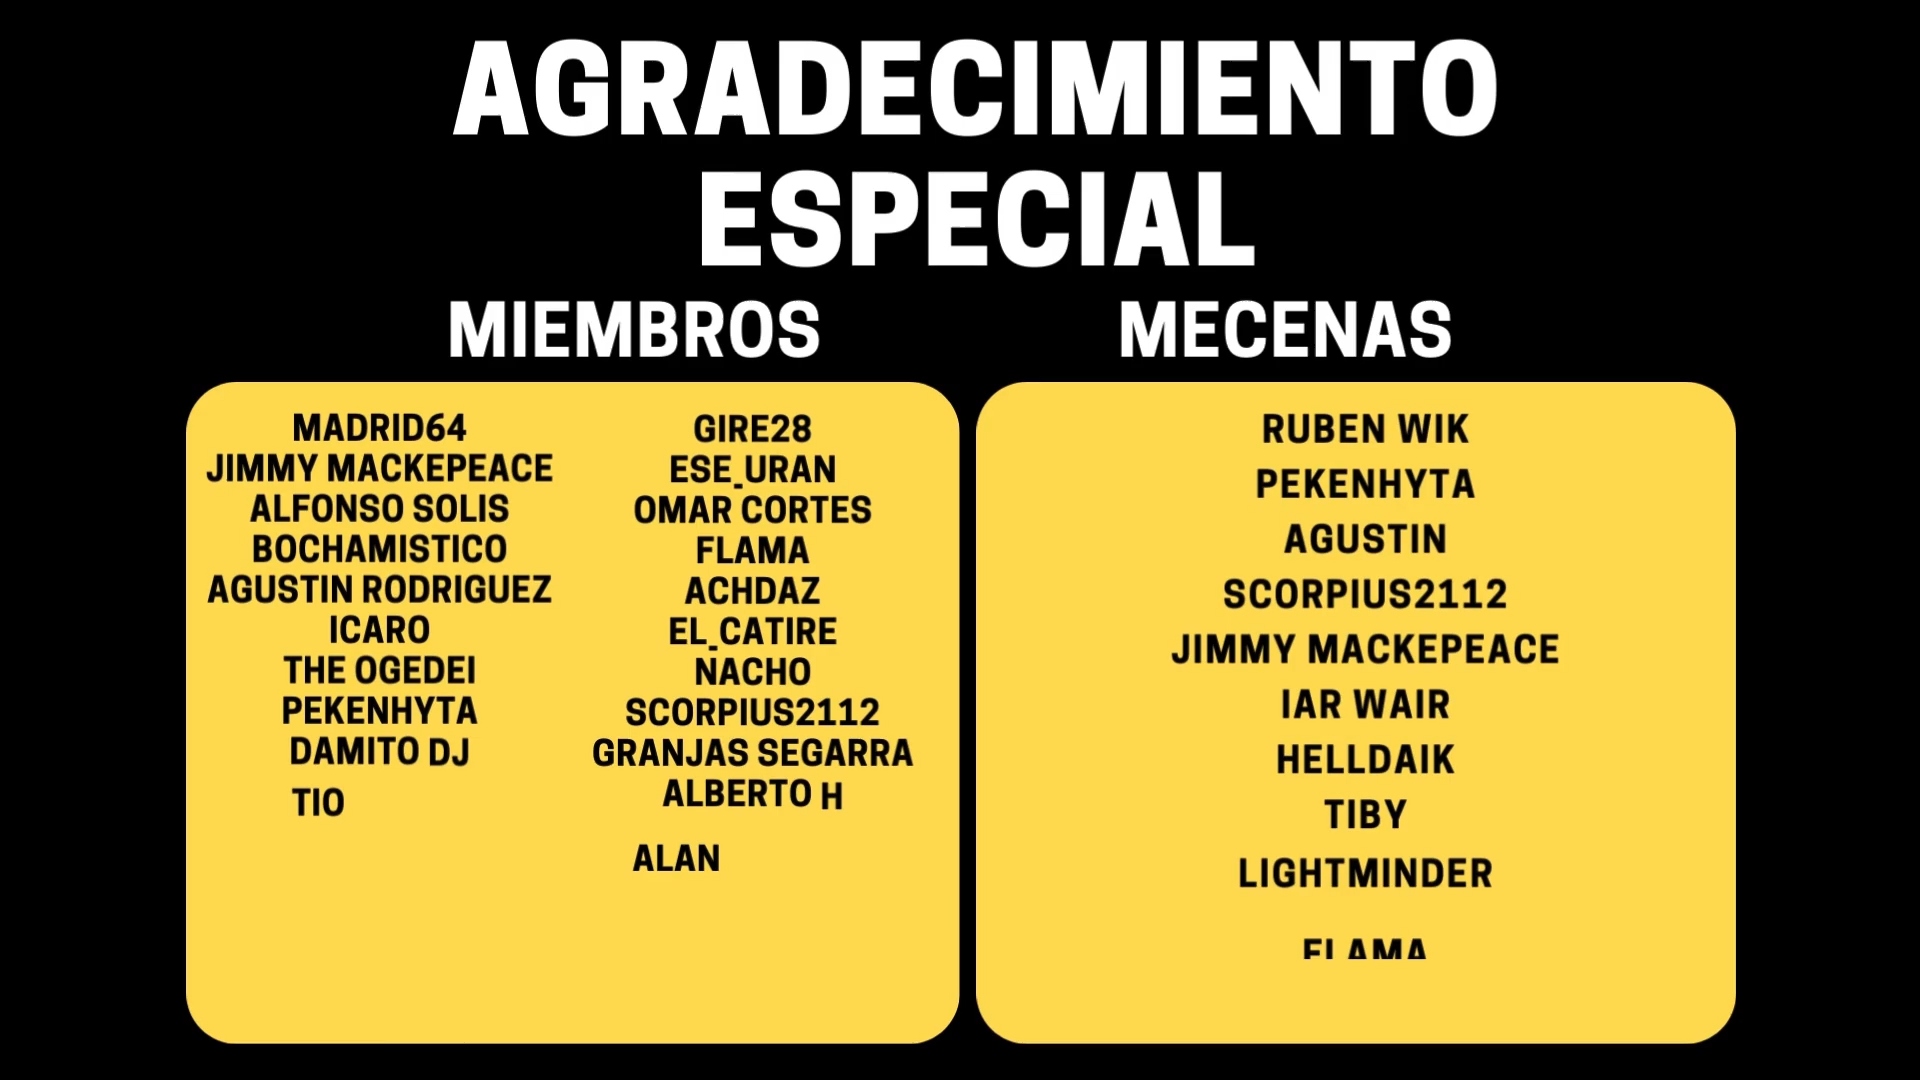 AGRADECIMIENTO
ESPECIAL
MIEMBROS
MADRID64
JIMMY MACKEPEACE
ALFONSO SOLIS
BOCHAMISTICO
AGUSTIN RODRIGUEZ
ICARO
THE OGEDEI
PEKENHYTA
DAMITO DJ
TIO
GIRE28
ESE_URAN
OMAR CORTES
FLAMA
ACHDAZ
EL_CATIRE
NACHO
SCORPIUS2112
GRANJAS SEGARRA
ALBERTO H
ALAN
MECENAS
RUBEN WIK
PEKENHYTA
AGUSTIN
SCORPIUS2112
JIMMY MACKEPEACE
IAR WAIR
HELLDAIK
TIBY
LIGHTMINDER
FLAMA